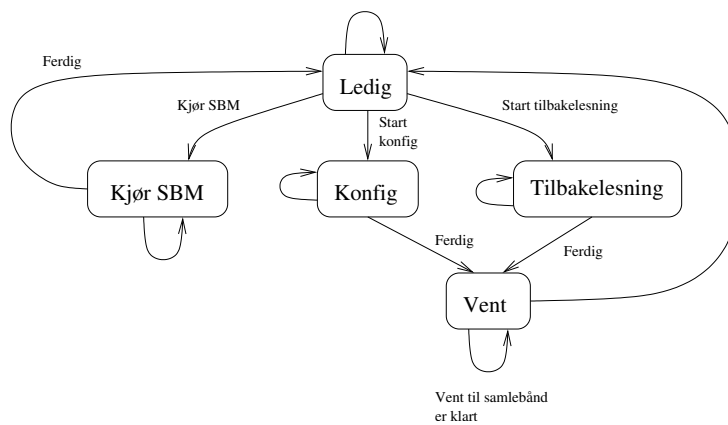 Ferdig
Ledig
Kjør SBM
Start
konfig
Start tilbakelesning
Kjør SBM
Konfig
Tilbakelesning
Ferdig
Ferdig
Vent
Vent til samlebånd
er klart